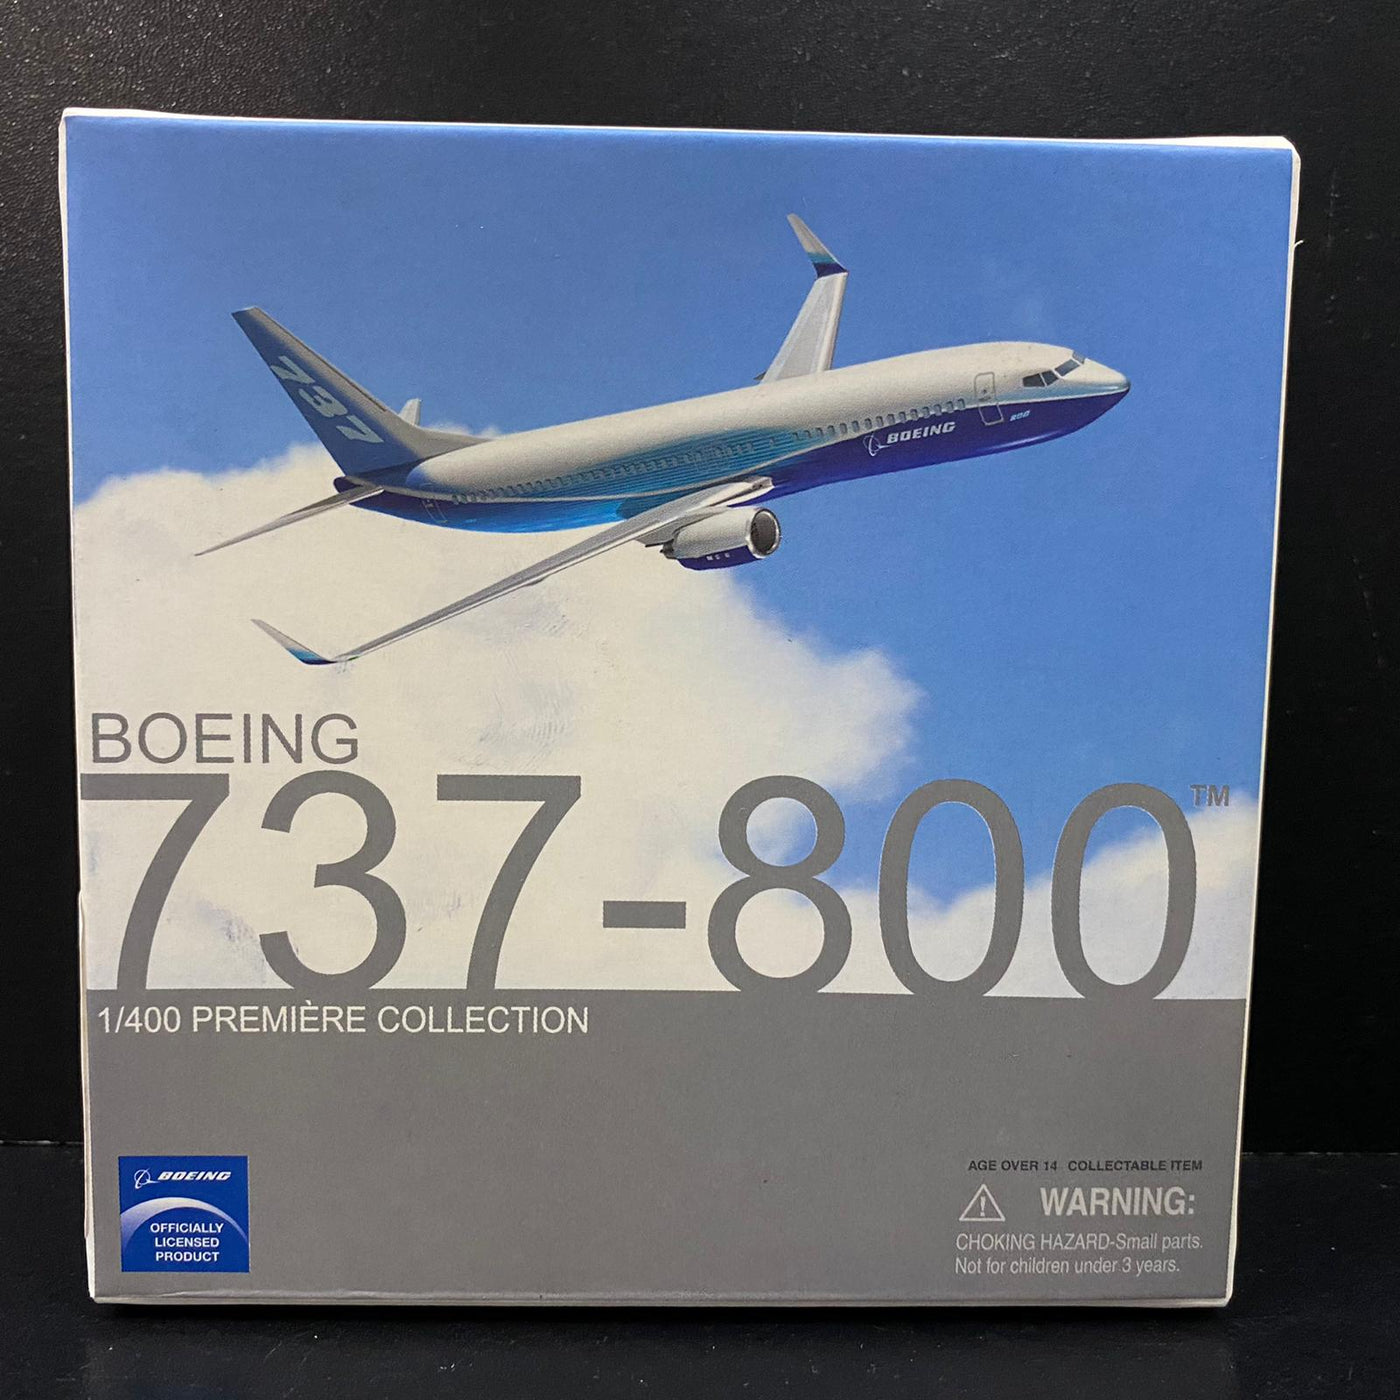 737
BOEING
800
BOEING
737-800™
1/400 PREMIÈRE COLLECTION
BOEING
OFFICIALLY
LICENSED
PRODUCT
AGE OVER 14 COLLECTABLE ITEM
WARNING:
CHOKING HAZARD-Small parts.
Not for children under 3 years.